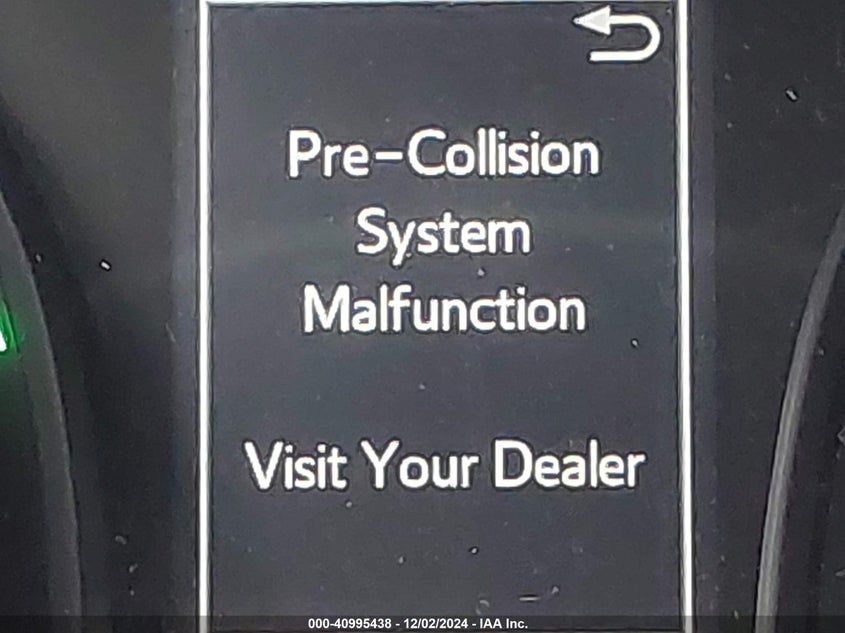 Pre-Collision
System
Malfunction
Visit Your Dealer
000-40995438 - 12/02/2024 - IAA Inc.